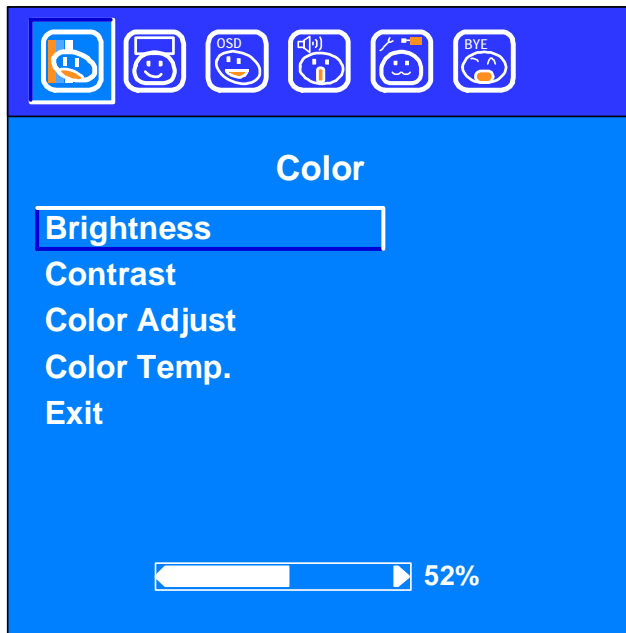 OSD
BYE
Color
Brightness
Contrast
Color Adjust
Color Temp.
Exit
52%